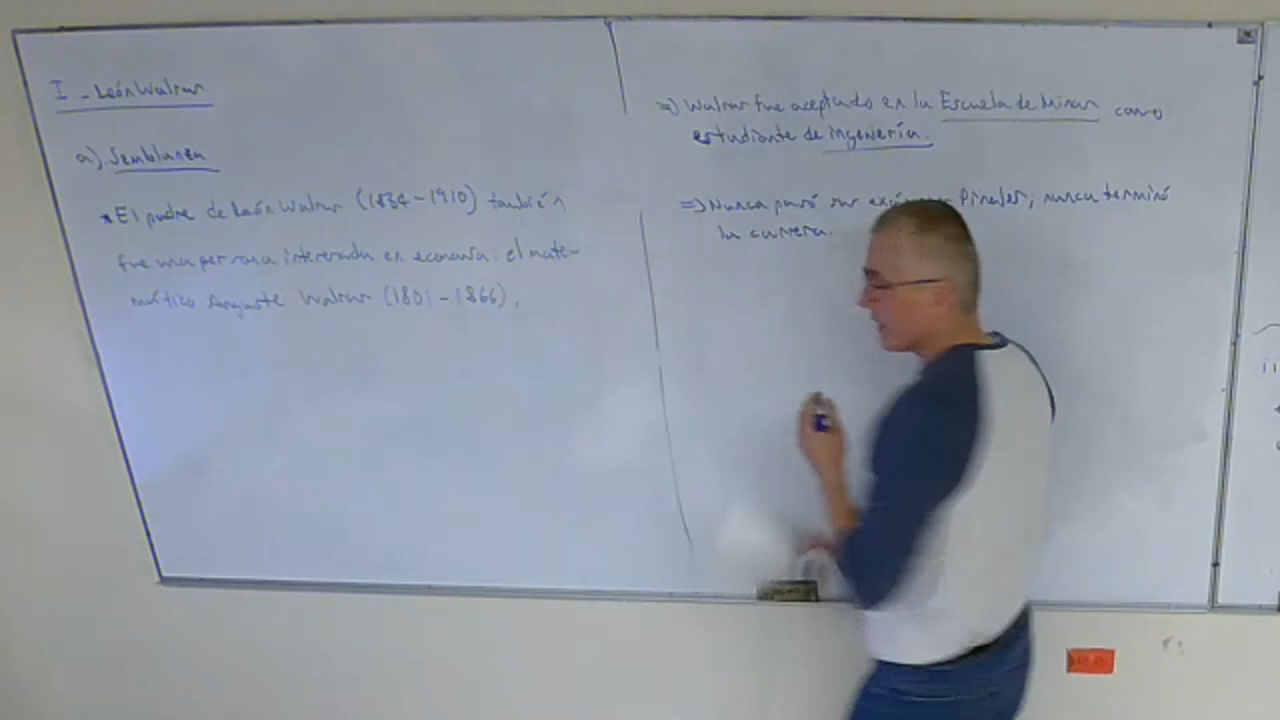 I - León Walras
a). Semblanza
* El padre de León Walras (1834-1910) también
fue una persona interesada en economía: el mate-
mático Auguste Walras (1801-1866).
=> Walras fue aceptado en la Escuela de Minas como
estudiante de ingeniería.
=> Nunca pasó sus finales; nunca terminó
la carrera.